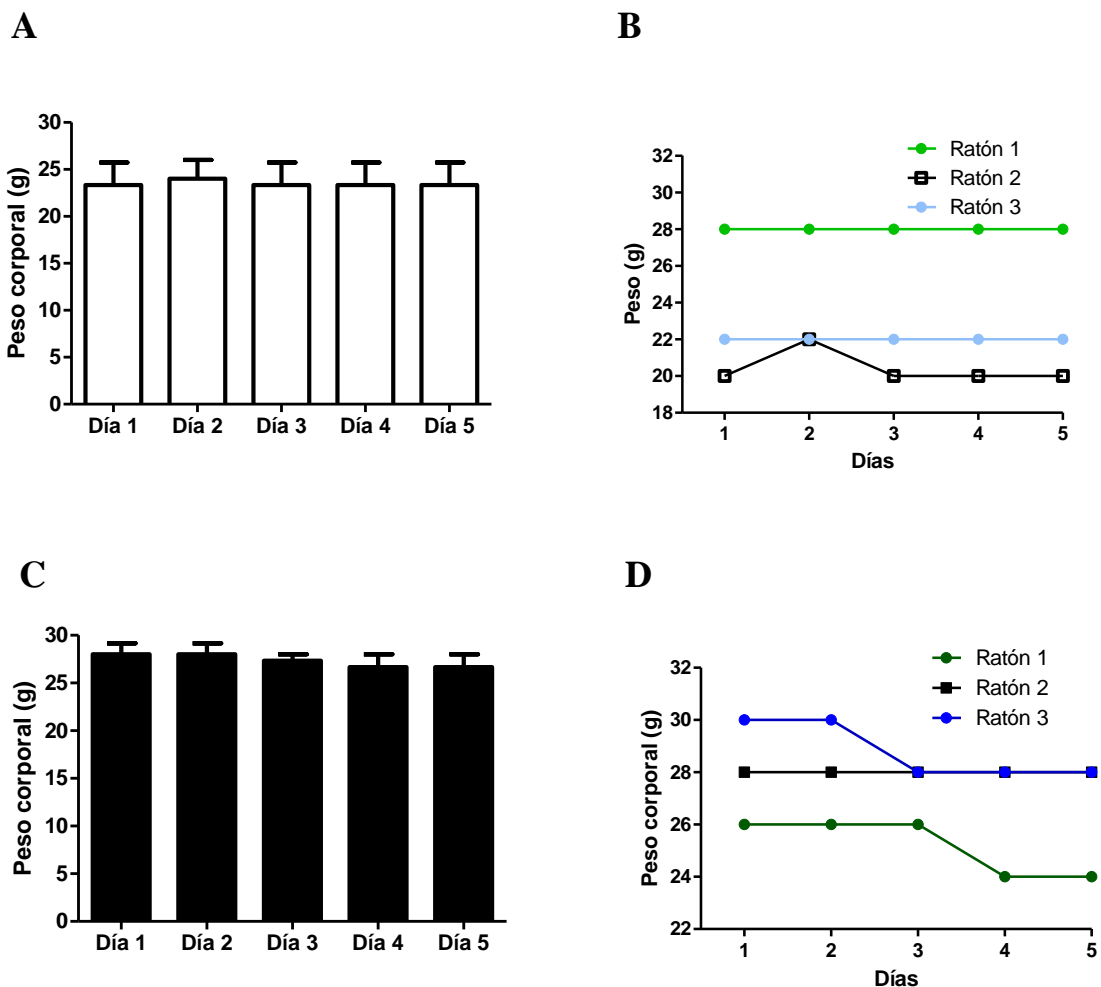 A
Peso corporal (g)
30
25
20
15
10
5
0
Día 1 Día 2 Día 3 Día 4 Día 5
B
Peso (g)
32
28
26
24
22
20
18
Ratón 1
Ratón 2
Ratón 3
1 2 3 4 5
Días
C
Peso corporal (g)
30
25
20
15
10
5
0
Día 1 Día 2 Día 3 Día 4 Día 5
D
Peso corporal (g)
32
30
28
26
24
22
Ratón 1
Ratón 2
Ratón 3
1 2 3 4 5
Días